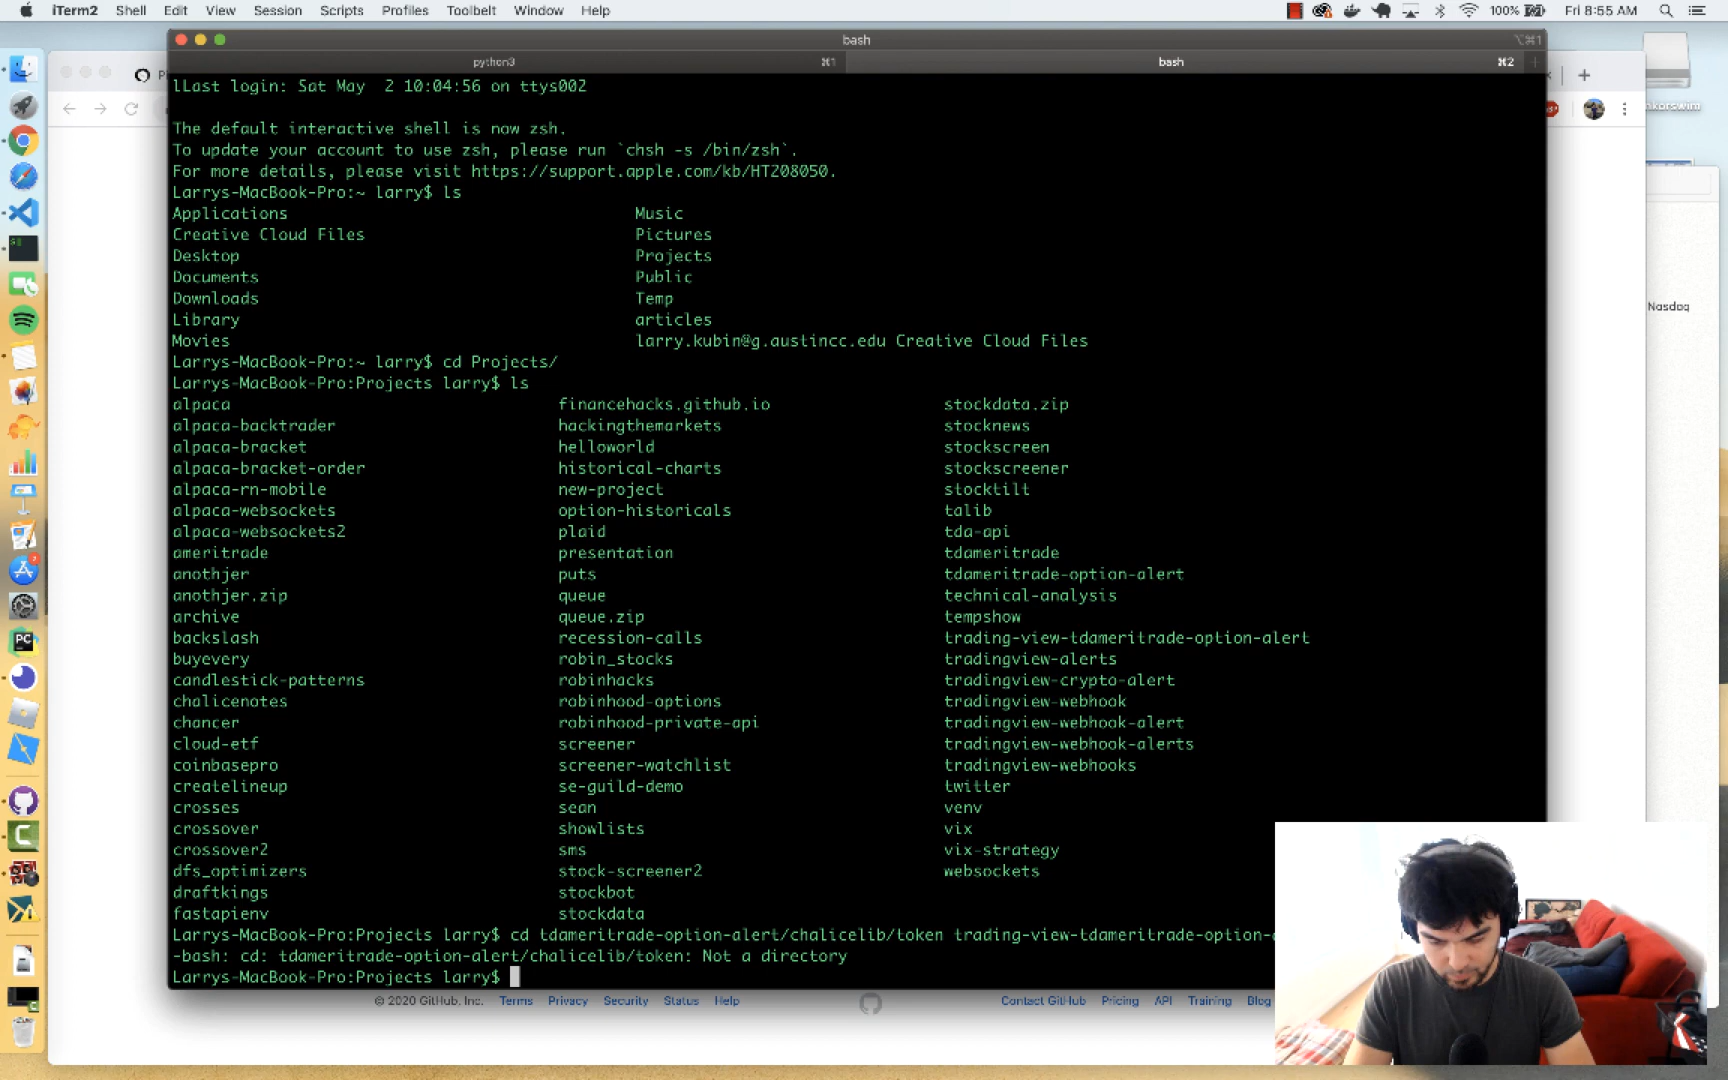 iTerm2 Shell Edit View Session Scripts Profiles Toolbelt Window Help 100% Fri 8:55 AM
bash ⌥⌘1
python3 ⌘1 bash ⌘2
lLast login: Sat May  2 10:04:56 on ttys002
The default interactive shell is now zsh.
To update your account to use zsh, please run `chsh -s /bin/zsh`.
For more details, please visit https://support.apple.com/kb/HT208050.
Larrys-MacBook-Pro:~ larry$ ls
Applications Music
Creative Cloud Files Pictures
Desktop Projects
Documents Public
Downloads Temp
Library articles
Movies larry.kubin@g.austincc.edu Creative Cloud Files
Larrys-MacBook-Pro:~ larry$ cd Projects/
Larrys-MacBook-Pro:Projects larry$ ls
alpaca financehacks.github.io stockdata.zip
alpaca-backtrader hackingthemarkets stocknews
alpaca-bracket helloworld stockscreen
alpaca-bracket-order historical-charts stockscreener
alpaca-rn-mobile new-project stocktilt
alpaca-websockets option-historicals talib
alpaca-websockets2 plaid tda-api
ameritrade presentation tdameritrade
anothjer puts tdameritrade-option-alert
anothjer.zip queue technical-analysis
archive queue.zip tempshow
backslash recession-calls trading-view-tdameritrade-option-alert
buyevery robin_stocks tradingview-alerts
candlestick-patterns robinhacks tradingview-crypto-alert
chalicenotes robinhood-options tradingview-webhook
chancer robinhood-private-api tradingview-webhook-alert
cloud-etf screener tradingview-webhook-alerts
coinbasepro screener-watchlist tradingview-webhooks
createlineup se-guild-demo twitter
crosses sean venv
crossover showlists vix
crossover2 sms vix-strategy
dfs_optimizers stock-screener2 websockets
draftkings stockbot
fastapienv stockdata
Larrys-MacBook-Pro:Projects larry$ cd tdameritrade-option-alert/chalicelib/token trading-view-tdameritrade-option-
-bash: cd: tdameritrade-option-alert/chalicelib/token: Not a directory
Larrys-MacBook-Pro:Projects larry$
© 2020 GitHub, Inc. Terms Privacy Security Status Help Contact GitHub Pricing API Training Blog
nkorswim
Nasdaq